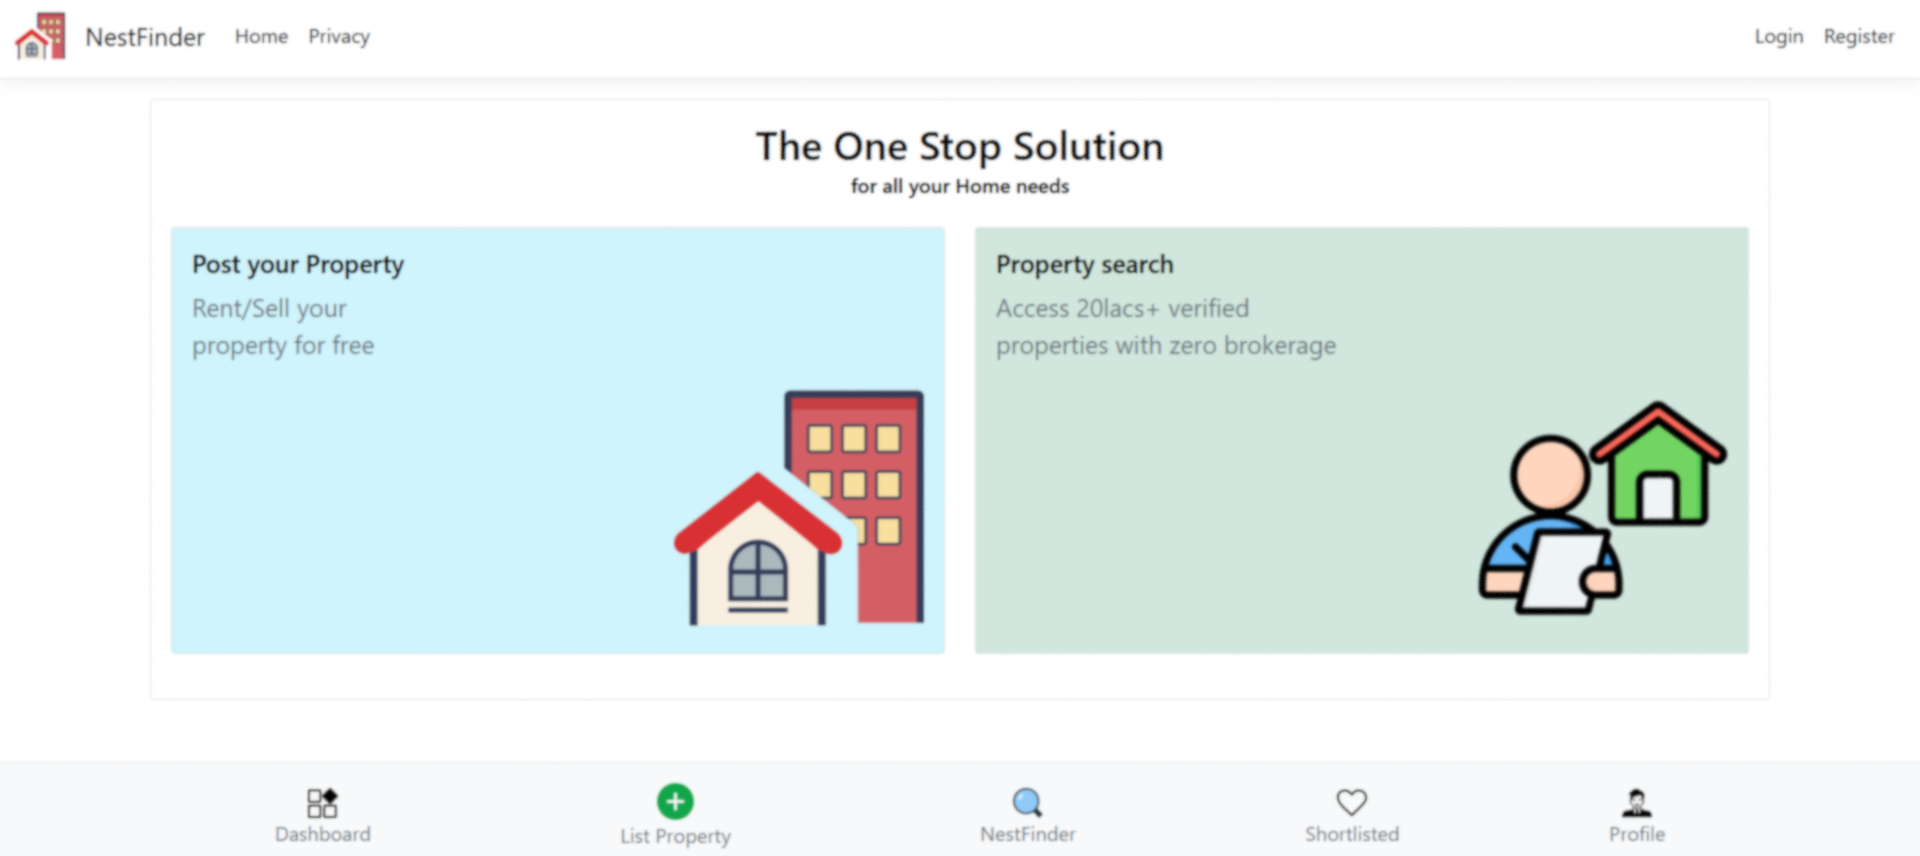 NestFinder Home Privacy Login Register
The One Stop Solution
for all your Home needs
Post your Property
Rent/Sell your
property for free
Property search
Access 20lacs+ verified
properties with zero brokerage
Dashboard List Property NestFinder Shortlisted Profile